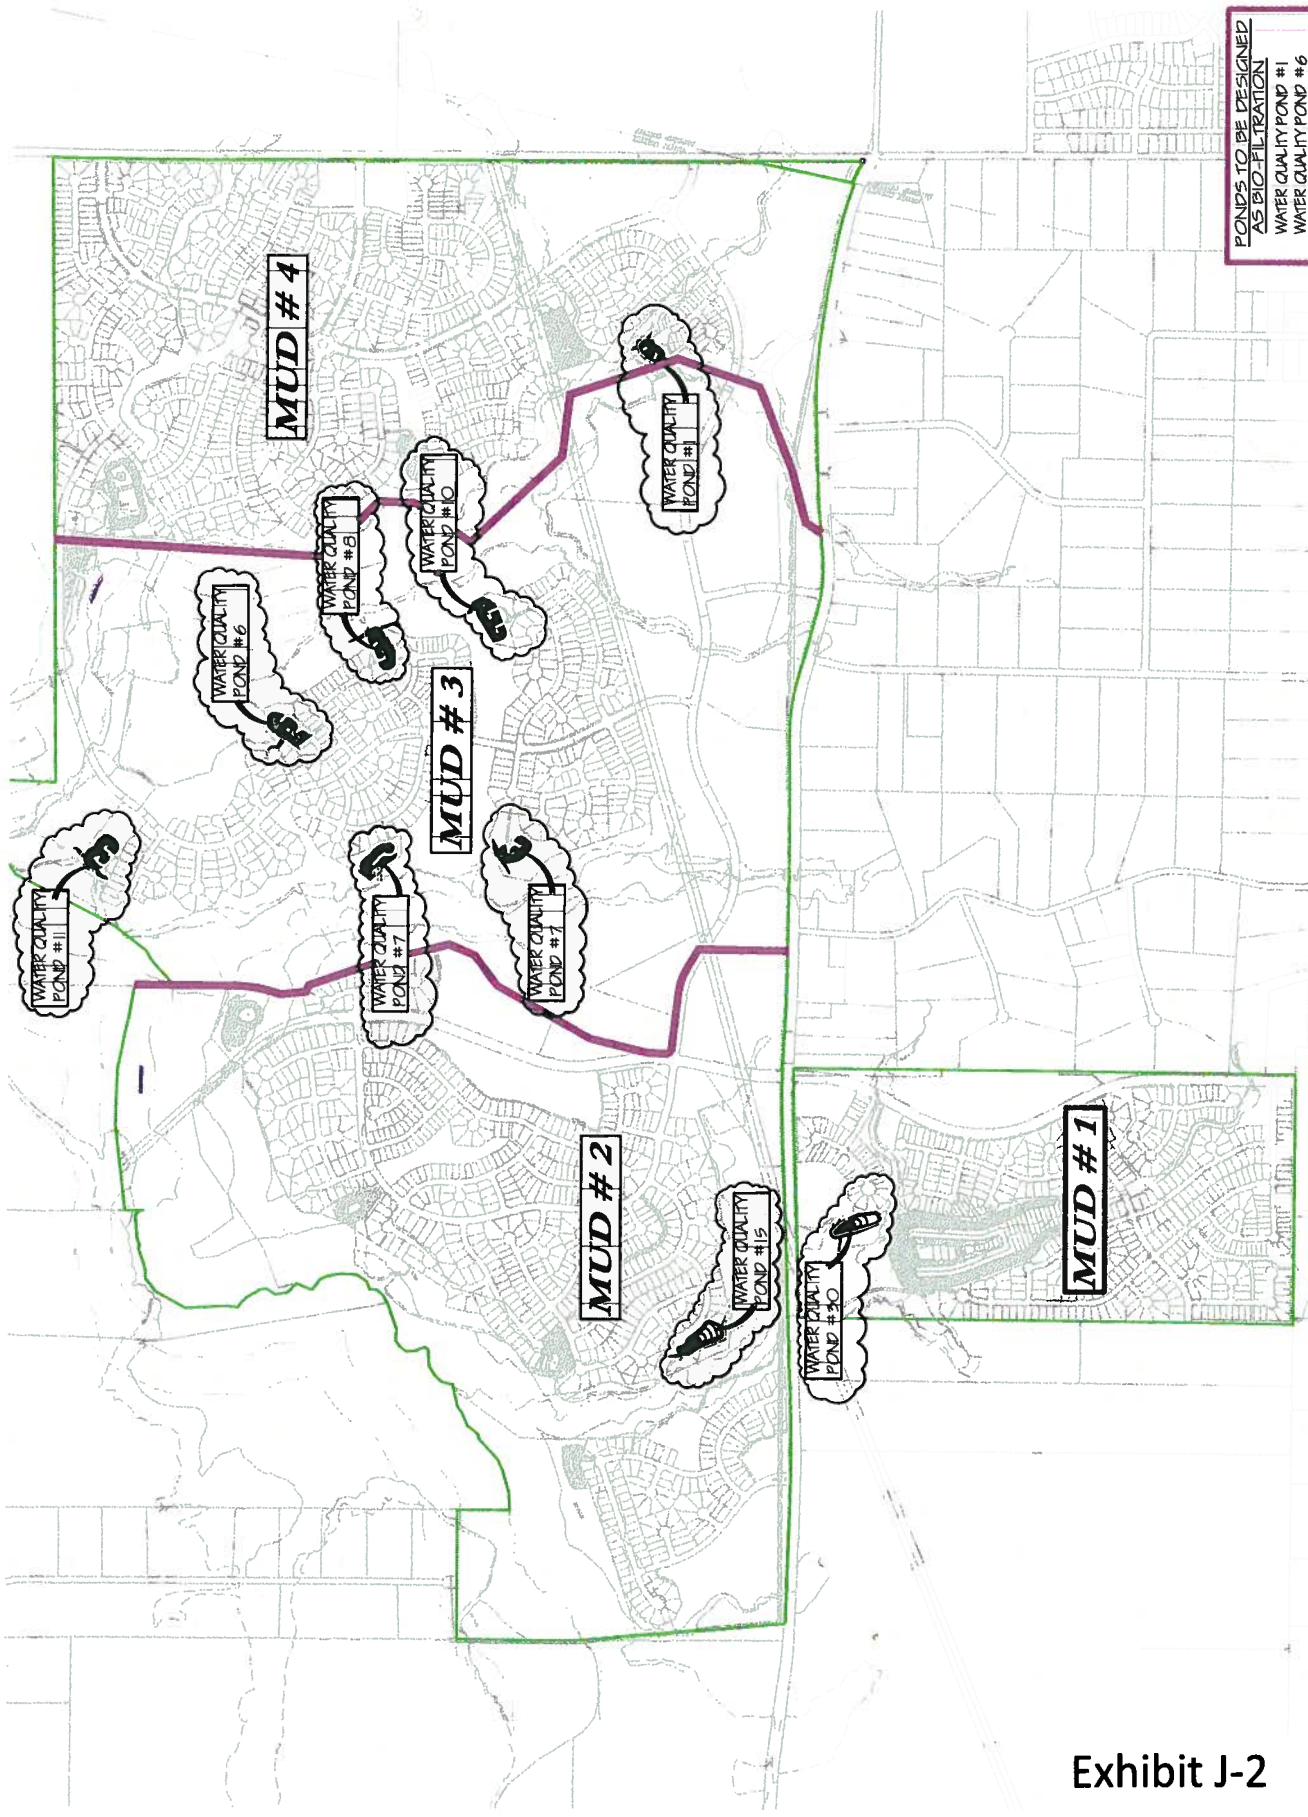 PONDS TO BE DESIGNED
AS BIO-FILTRATION
WATER QUALITY POND #1
WATER QUALITY POND #6
MUD # 4
WATER QUALITY
POND #1
WATER QUALITY
POND #10
WATER QUALITY
POND #8
WATER QUALITY
POND #6
MUD # 3
WATER QUALITY
POND #11
WATER QUALITY
POND #7
WATER QUALITY
POND #7
MUD # 2
WATER QUALITY
POND #15
WATER QUALITY
POND #30
MUD # 1
Exhibit J-2